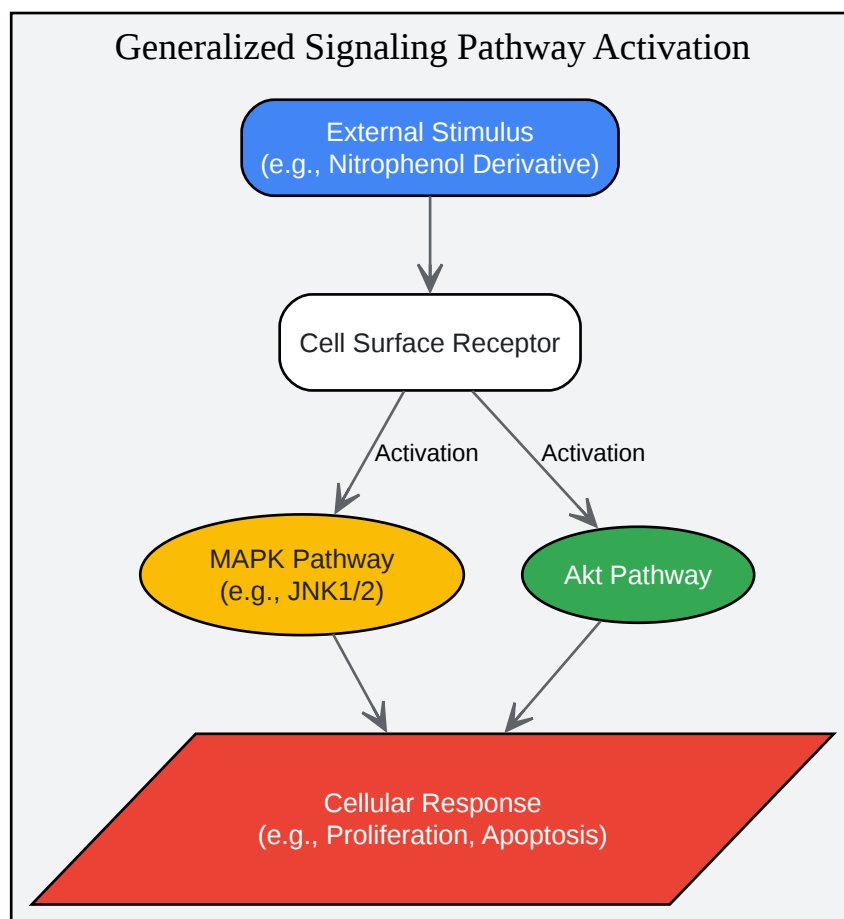 Generalized Signaling Pathway Activation
External Stimulus
(e.g., Nitrophenol Derivative)
Cell Surface Receptor
Activation
Activation
MAPK Pathway
(e.g., JNK1/2)
Akt Pathway
Cellular Response
(e.g., Proliferation, Apoptosis)